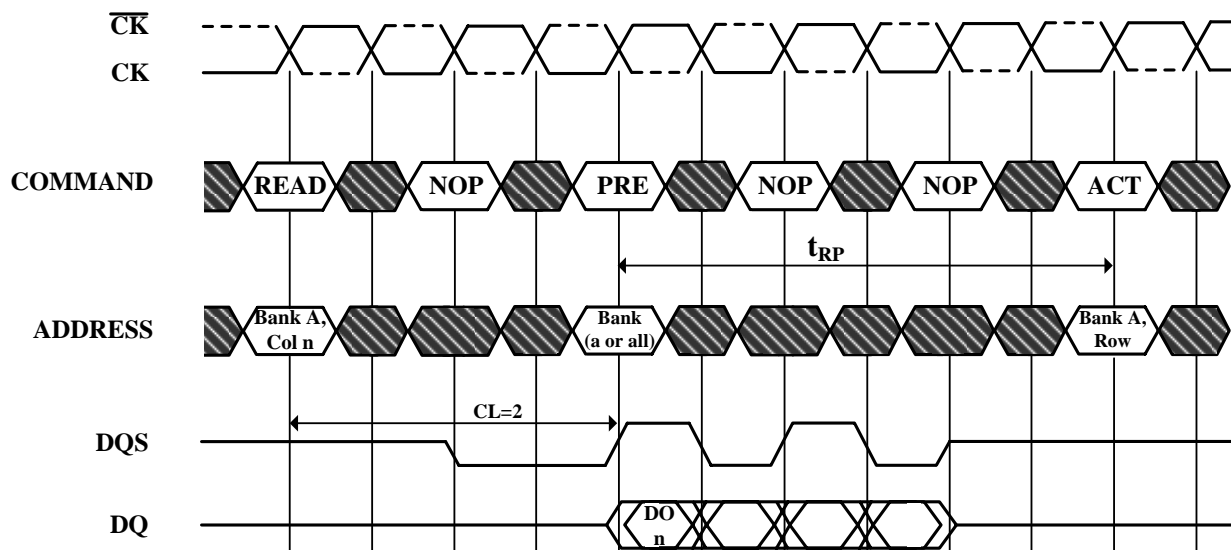 CK
CK
COMMAND READ NOP PRE NOP NOP ACT
tRP
ADDRESS Bank A, Col n Bank (a or all) Bank A, Row
CL=2
DQS
DQ DO n